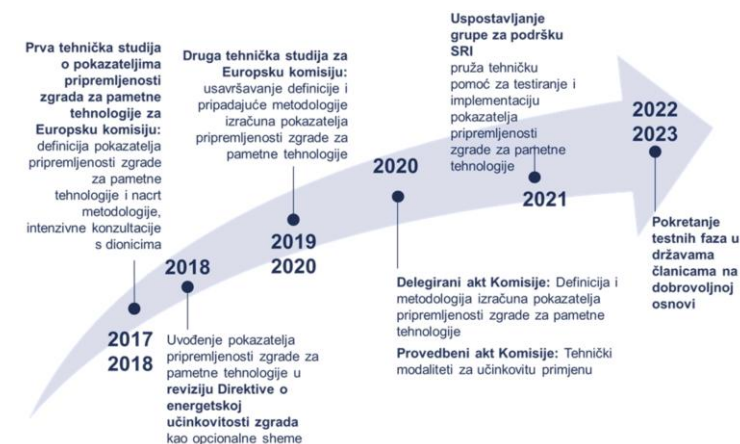 Prva tehnička studija
o pokazateljima
pripremljenosti
zgrada za pametne
tehnologije za
Europsku komisiju:
definicija pokazatelja
pripremljenosti zgrade
za pametne
tehnologije i nacrt
metodologije,
intenzivne konzultacije
s dionicima
2017
2018
2018
Uvođenje pokazatelja
pripremljenosti zgrade za
pametne tehnologije u
reviziju Direktive o
energetskoj
učinkovitosti zgrada
kao opcionalne sheme
Druga tehnička studija za
Europsku komisiju:
usavršavanje definicije i
pripadajuće metodologije
izračuna pokazatelja
pripremljenosti zgrade za
pametne tehnologije
2019
2020
2020
Delegirani akt Komisije: Definicija i
metodologija izračuna pokazatelja
pripremljenosti zgrade za pametne
tehnologije
Provedbeni akt Komisije: Tehnički
modaliteti za učinkovitu primjenu
Uspostavljanje
grupe za podršku
SRI
pruža tehničku
pomoć za testiranje i
implementaciju
pokazatelja
pripremljenosti
zgrade za pametne
tehnologije
2021
2022
2023
Pokretanje
testnih faza u
državama
članicama na
dobrovoljnoj
osnovi